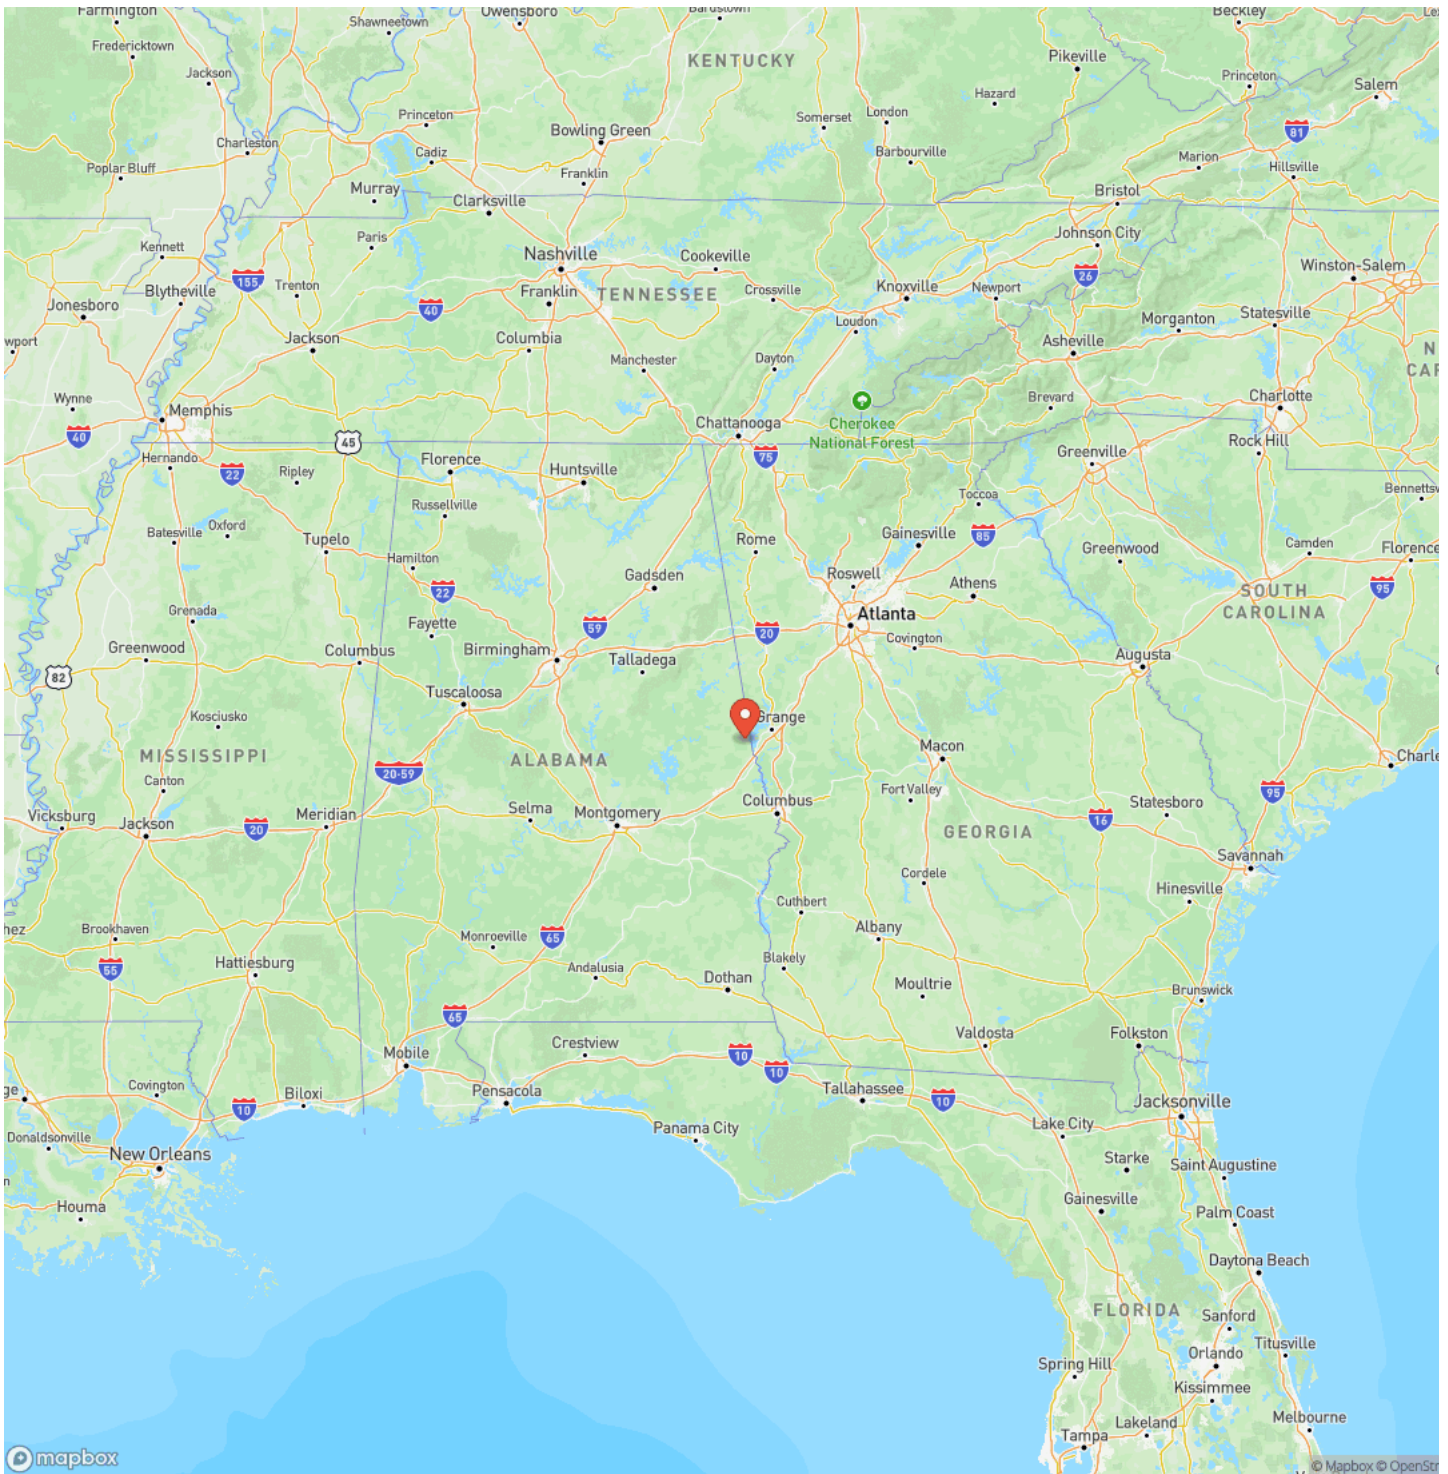 Farmington
Shawneetown
Owensboro
Bardstown
Beckley
Fredericktown
KENTUCKY
Pikeville
Jackson
Princeton
Salem
Hazard
Princeton
Somerset
London
Charleston
Bowling Green
81
Cadiz
Barbourville
Marion
Poplar Bluff
Franklin
Hillsville
Murray
Bristol
Clarksville
Paris
Johnson City
Kennett
Nashville
Cookeville
Winston-Salem
155
Trenton
26
Blytheville
Franklin
TENNESSEE
Crossville
Knoxville
Newport
Jonesboro
40
Loudon
Morganton
Statesville
wport
Jackson
Columbia
Asheville
N
Manchester
Dayton
CAR
Wynne
Brevard
Charlotte
Memphis
Chattanooga
Cherokee
National Forest
40
45
Rock Hill
Hernando
Florence
75
Greenville
22
Ripley
Huntsville
Bennettsv
Toccoa
Russellville
Batesville
Oxford
Tupelo
Rome
Gainesville
85
Camden
Hamilton
Greenwood
Florence
Gadsden
Roswell
Athens
22
SOUTH
CAROLINA
95
Grenada
Fayette
59
20
Atlanta
Covington
Greenwood
Columbus
Birmingham
Talladega
Augusta
82
Tuscaloosa
Kosciusko
Grange
MISSISSIPPI
ALABAMA
Macon
Charle
Canton
20-59
Fort Valley
95
Vicksburg
Jackson
20
Meridian
Selma
Montgomery
Columbus
Statesboro
16
GEORGIA
Savannah
Cordele
Hinesville
Cuthbert
hez
Brookhaven
Monroeville
65
Albany
55
Hattiesburg
Andalusia
Dothan
Blakely
Moultrie
Brunswick
65
Valdosta
Folkston
Mobile
Crestview
10
10
Covington
Biloxi
Pensacola
Tallahassee
10
Jacksonville
ge
10
Donaldsonville
Panama City
Lake City
New Orleans
Starke
Saint Augustine
n
Houma
Gainesville
Palm Coast
Daytona Beach
FLORIDA
Sanford
Titusville
Orlando
Spring Hill
Kissimmee
Lakeland
Melbourne
Tampa
mapbox
© Mapbox © OpenStr